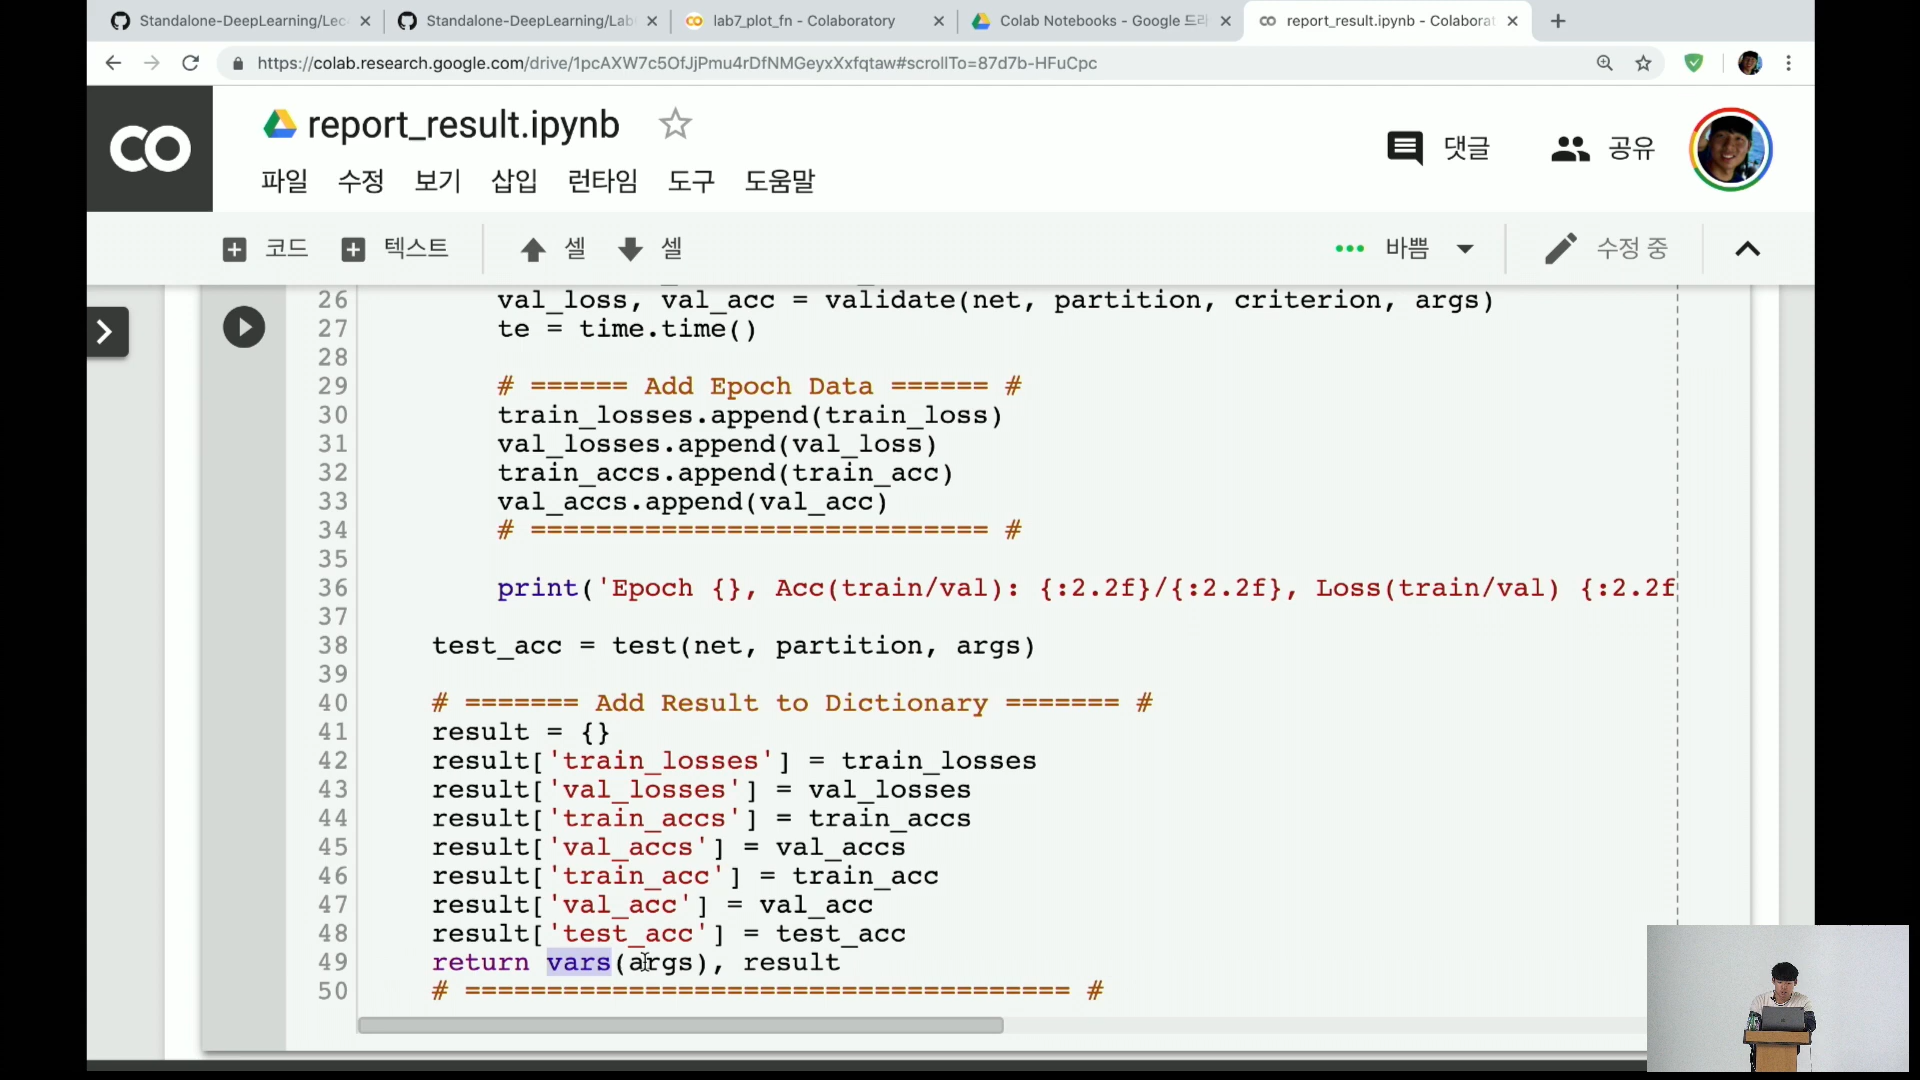 Standalone-DeepLearning/Lec
Standalone-DeepLearning/Lab
lab7_plot_fn - Colaboratory
Colab Notebooks - Google 드라
report_result.ipynb - Colaborat
https://colab.research.google.com/drive/1pcAXW7c5OfJjPmu4rDfNMGeyxXxfqtaw#scrollTo=87d7b-HFuCpc
CO
report_result.ipynb
댓글
공유
파일 수정 보기 삽입 런타임 도구 도움말
코드 텍스트 셀 셀
바쁨
수정 중
26 val_loss, val_acc = validate(net, partition, criterion, args)
27 te = time.time()
28
29 # ====== Add Epoch Data ====== #
30 train_losses.append(train_loss)
31 val_losses.append(val_loss)
32 train_accs.append(train_acc)
33 val_accs.append(val_acc)
34 # ============================ #
35
36 print('Epoch {}, Acc(train/val): {:2.2f}/{:2.2f}, Loss(train/val) {:2.2f
37
38 test_acc = test(net, partition, args)
39
40 # ======= Add Result to Dictionary ======= #
41 result = {}
42 result['train_losses'] = train_losses
43 result['val_losses'] = val_losses
44 result['train_accs'] = train_accs
45 result['val_accs'] = val_accs
46 result['train_acc'] = train_acc
47 result['val_acc'] = val_acc
48 result['test_acc'] = test_acc
49 return vars(args), result
50 # ===================================== #